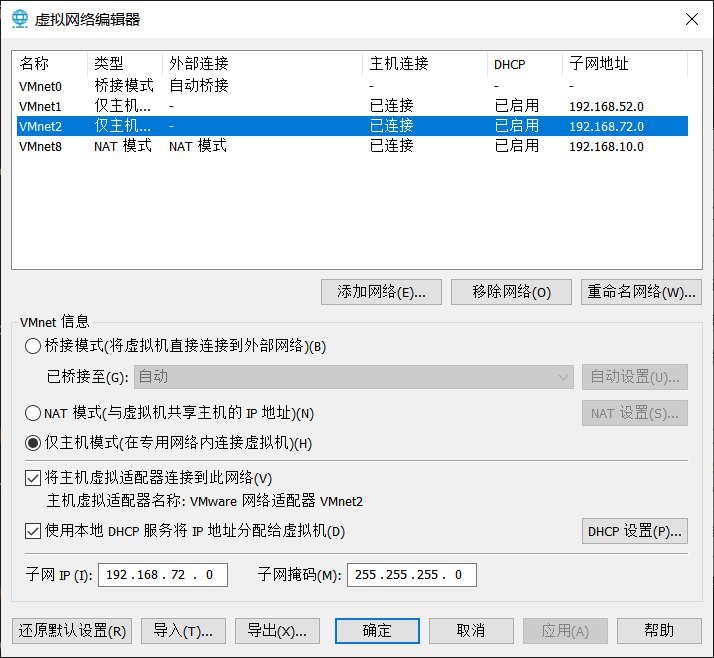 虚拟网络编辑器
名称 类型 外部连接 主机连接 DHCP 子网地址
VMnet0 桥接模式 自动桥接 - - -
VMnet1 仅主机... - 已连接 已启用 192.168.52.0
VMnet2 仅主机... - 已连接 已启用 192.168.72.0
VMnet8 NAT 模式 NAT 模式 已连接 已启用 192.168.10.0
添加网络(E)... 移除网络(O) 重命名网络(W)...
VMnet 信息
桥接模式(将虚拟机直接连接到外部网络)(B)
已桥接至(G): 自动 自动设置(U)...
NAT 模式(与虚拟机共享主机的 IP 地址)(N) NAT 设置(S)...
仅主机模式(在专用网络内连接虚拟机)(H)
将主机虚拟适配器连接到此网络(V)
主机虚拟适配器名称: VMware 网络适配器 VMnet2
使用本地 DHCP 服务将 IP 地址分配给虚拟机(D) DHCP 设置(P)...
子网 IP (I): 192.168.72 . 0 子网掩码(M): 255.255.255. 0
还原默认设置(R) 导入(T)... 导出(X)... 确定 取消 应用(A) 帮助